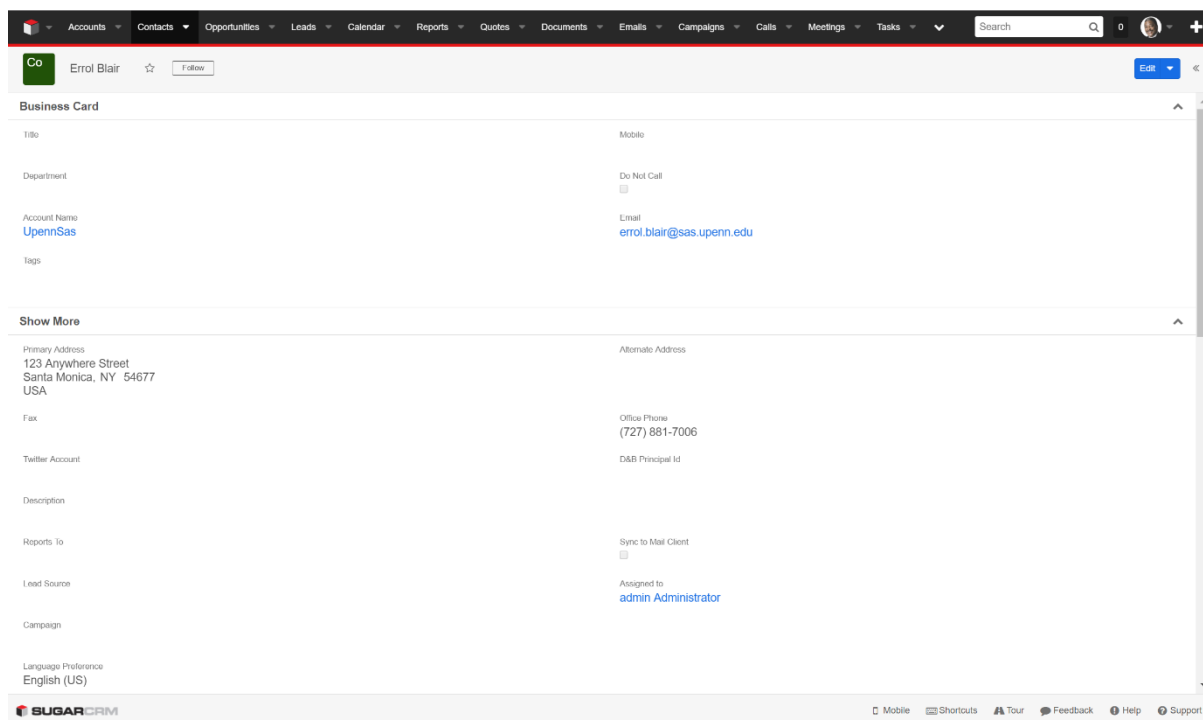 Accounts Contacts Opportunities Leads Calendar Reports Quotes Documents Emails Campaigns Calls Meetings Tasks Search 0
Co Errol Blair Follow Edit
Business Card
Title Mobile
Department Do Not Call
Account Name Email
UpennSas errol.blair@sas.upenn.edu
Tags
Show More
Primary Address Alternate Address
123 Anywhere Street
Santa Monica, NY 54677
USA
Fax Office Phone
(727) 881-7006
Twitter Account D&B Principal Id
Description
Reports To Sync to Mail Client
Lead Source Assigned to
admin Administrator
Campaign
Language Preference
English (US)
SUGARCRM Mobile Shortcuts Tour Feedback Help Support